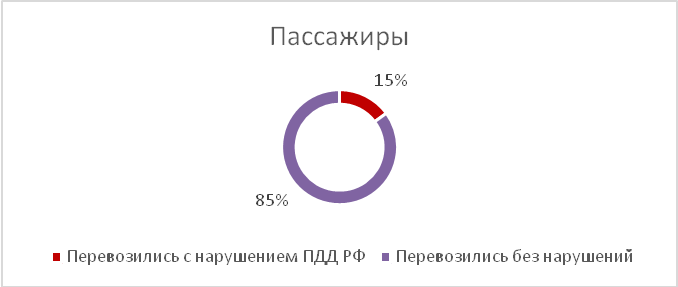 Пассажиры
15%
85%
Перевозились с нарушением ПДД РФ
Перевозились без нарушений